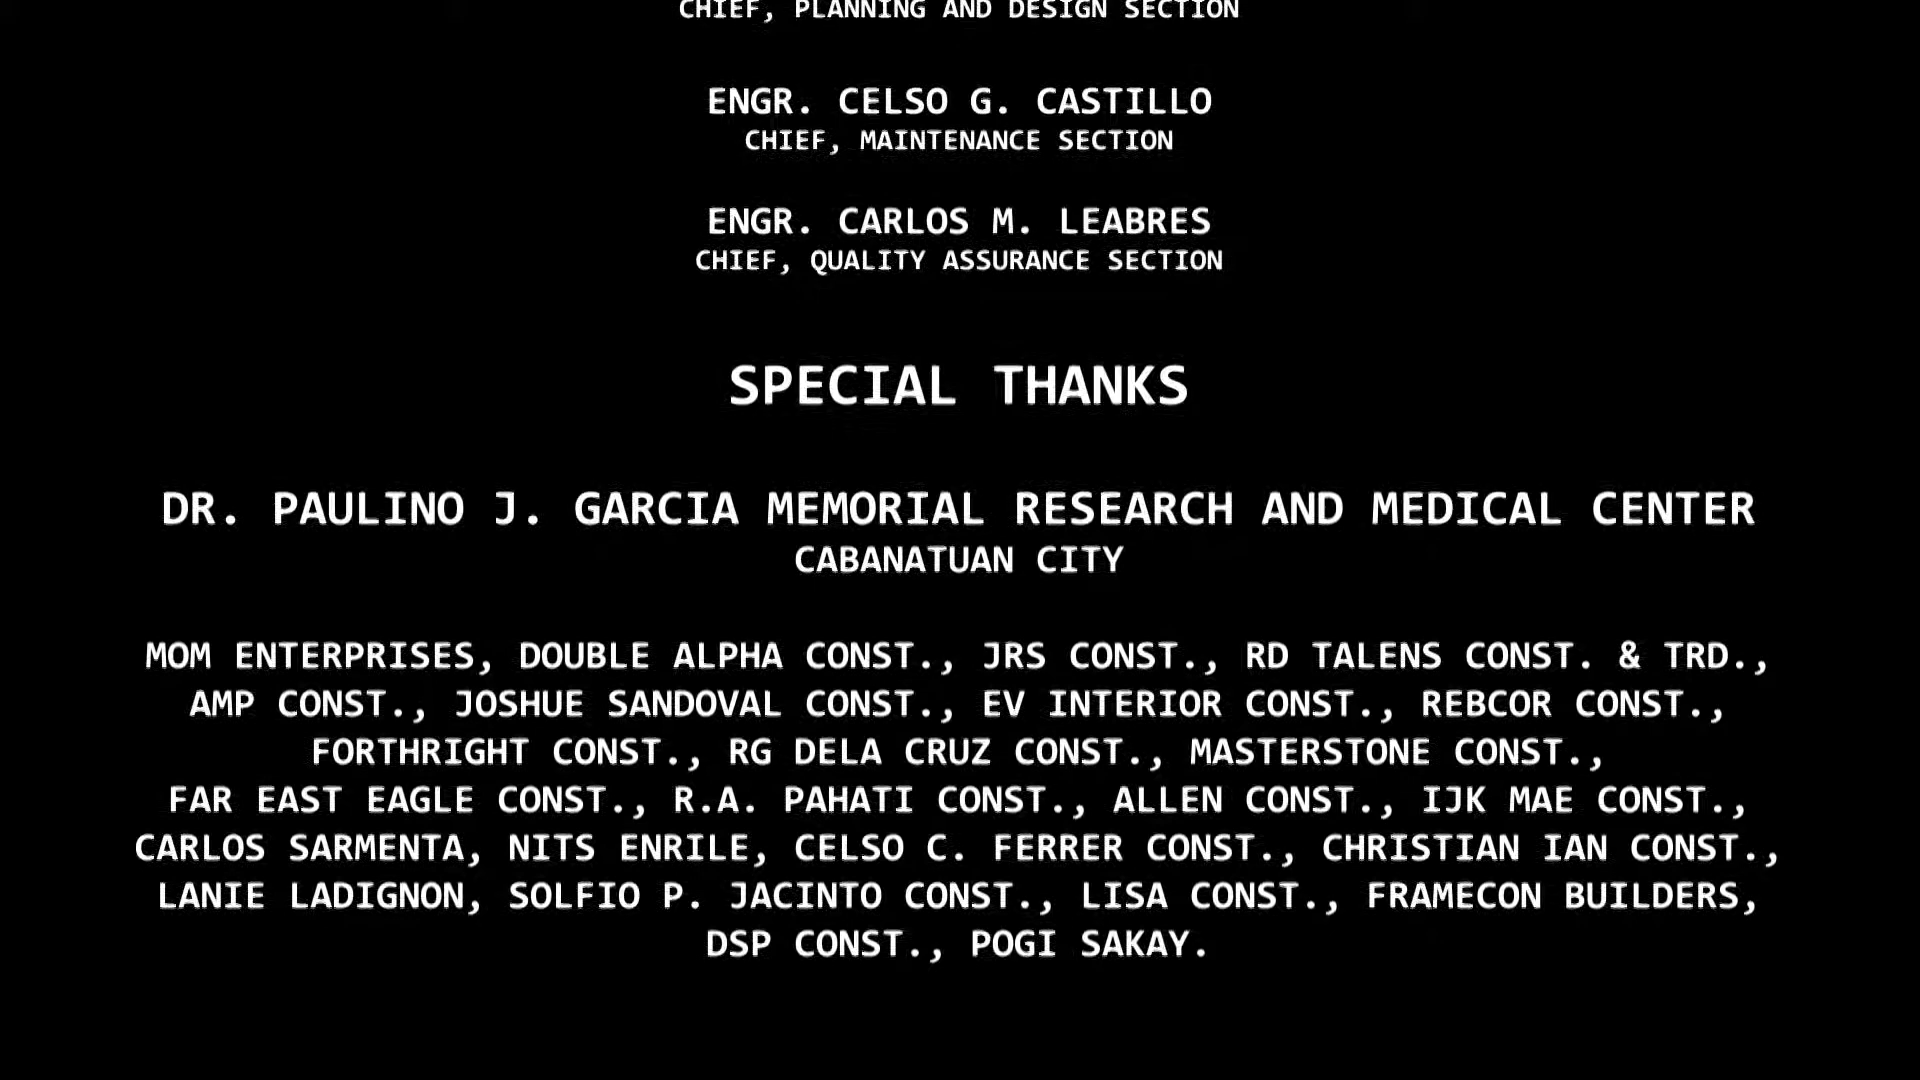 CHIEF, PLANNING AND DESIGN SECTION
ENGR. CELSO G. CASTILLO
CHIEF, MAINTENANCE SECTION
ENGR. CARLOS M. LEABRES
CHIEF, QUALITY ASSURANCE SECTION
SPECIAL THANKS
DR. PAULINO J. GARCIA MEMORIAL RESEARCH AND MEDICAL CENTER
CABANATUAN CITY
MOM ENTERPRISES, DOUBLE ALPHA CONST., JRS CONST., RD TALENS CONST. & TRD.,
AMP CONST., JOSHUE SANDOVAL CONST., EV INTERIOR CONST., REBCOR CONST.,
FORTHRIGHT CONST., RG DELA CRUZ CONST., MASTERSTONE CONST.,
FAR EAST EAGLE CONST., R.A. PAHATI CONST., ALLEN CONST., IJK MAE CONST.,
CARLOS SARMENTA, NITS ENRILE, CELSO C. FERRER CONST., CHRISTIAN IAN CONST.,
LANIE LADIGNON, SOLFIO P. JACINTO CONST., LISA CONST., FRAMECON BUILDERS,
DSP CONST., POGI SAKAY.